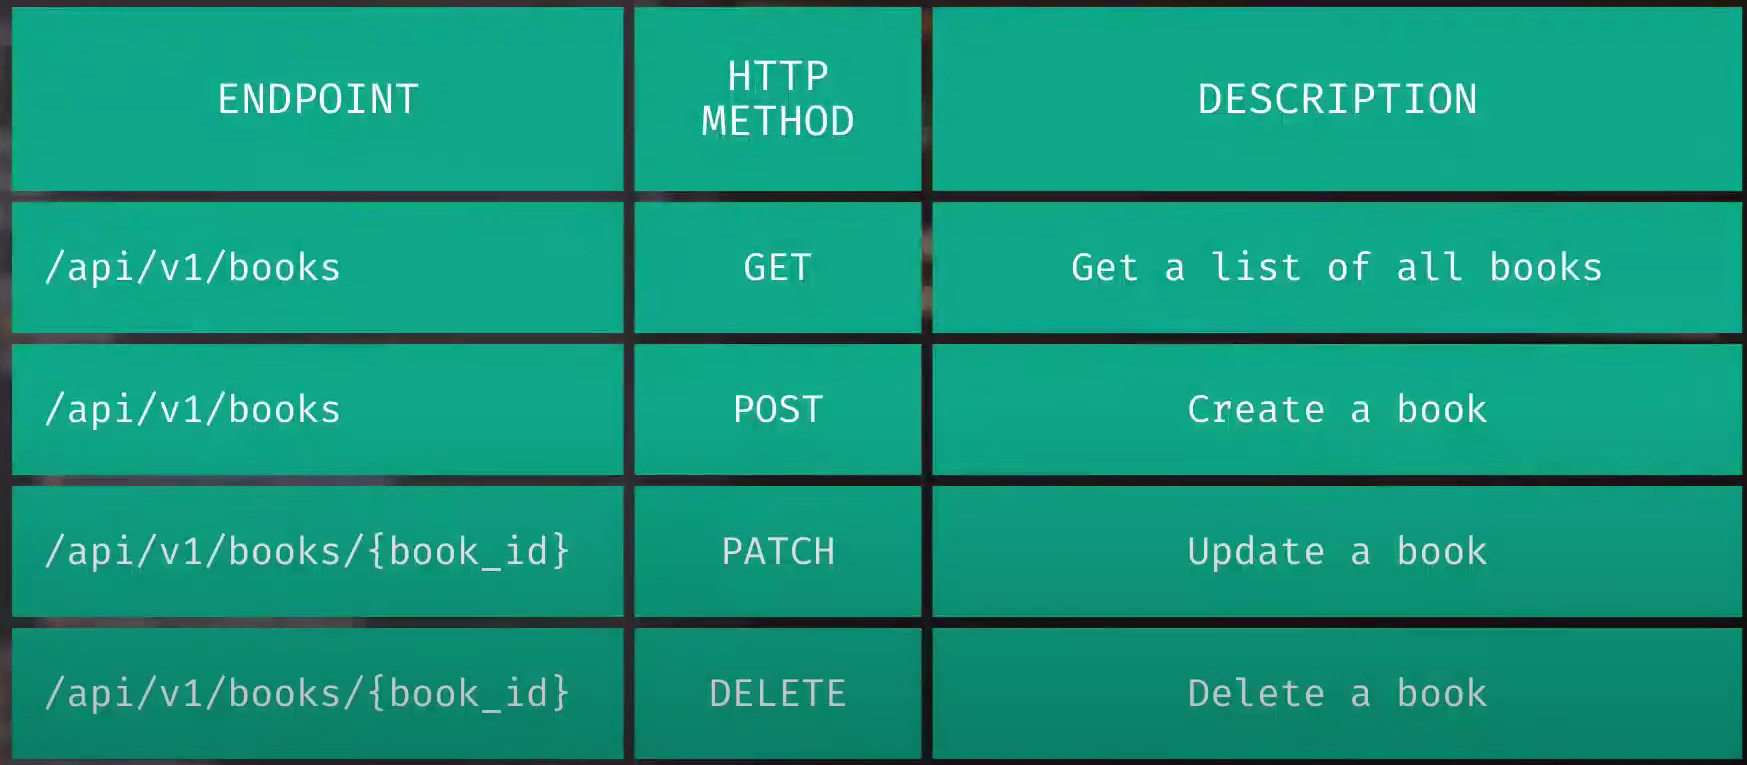 ENDPOINT
HTTP
METHOD
DESCRIPTION
/api/v1/books
GET
Get a list of all books
/api/v1/books
POST
Create a book
/api/v1/books/{book_id}
PATCH
Update a book
/api/v1/books/{book_id}
DELETE
Delete a book